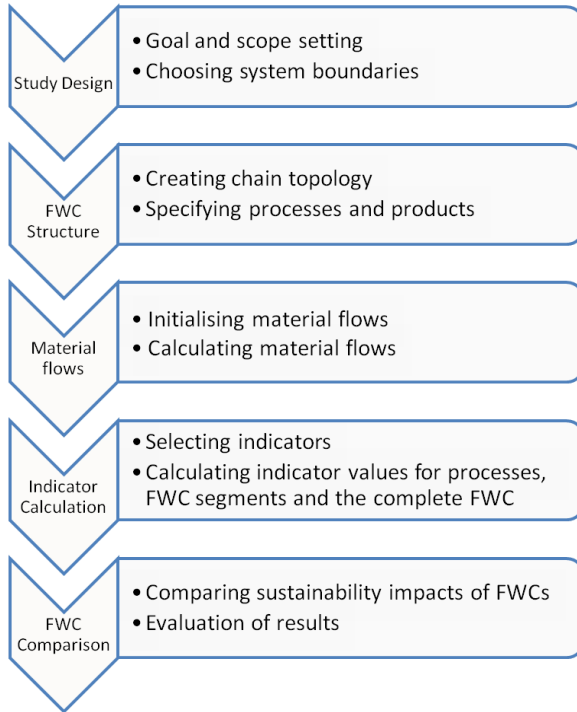 Study Design
• Goal and scope setting
• Choosing system boundaries
FWC
Structure
• Creating chain topology
• Specifying processes and products
Material
flows
• Initialising material flows
• Calculating material flows
Indicator
Calculation
• Selecting indicators
• Calculating indicator values for processes,
FWC segments and the complete FWC
FWC
Comparison
• Comparing sustainability impacts of FWCs
• Evaluation of results